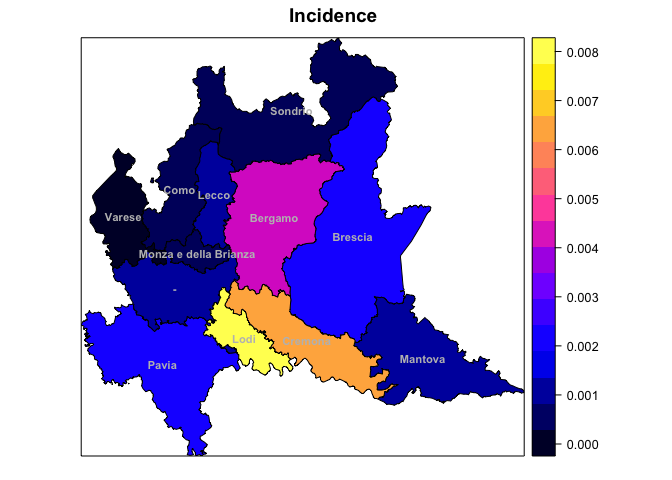 Incidence
Sondrio
Como
Lecco
Varese
Bergamo
Brescia
Monza e della Brianza
-
Lodi
Cremona
Pavia
Mantova
0.008
0.007
0.006
0.005
0.004
0.003
0.002
0.001
0.000